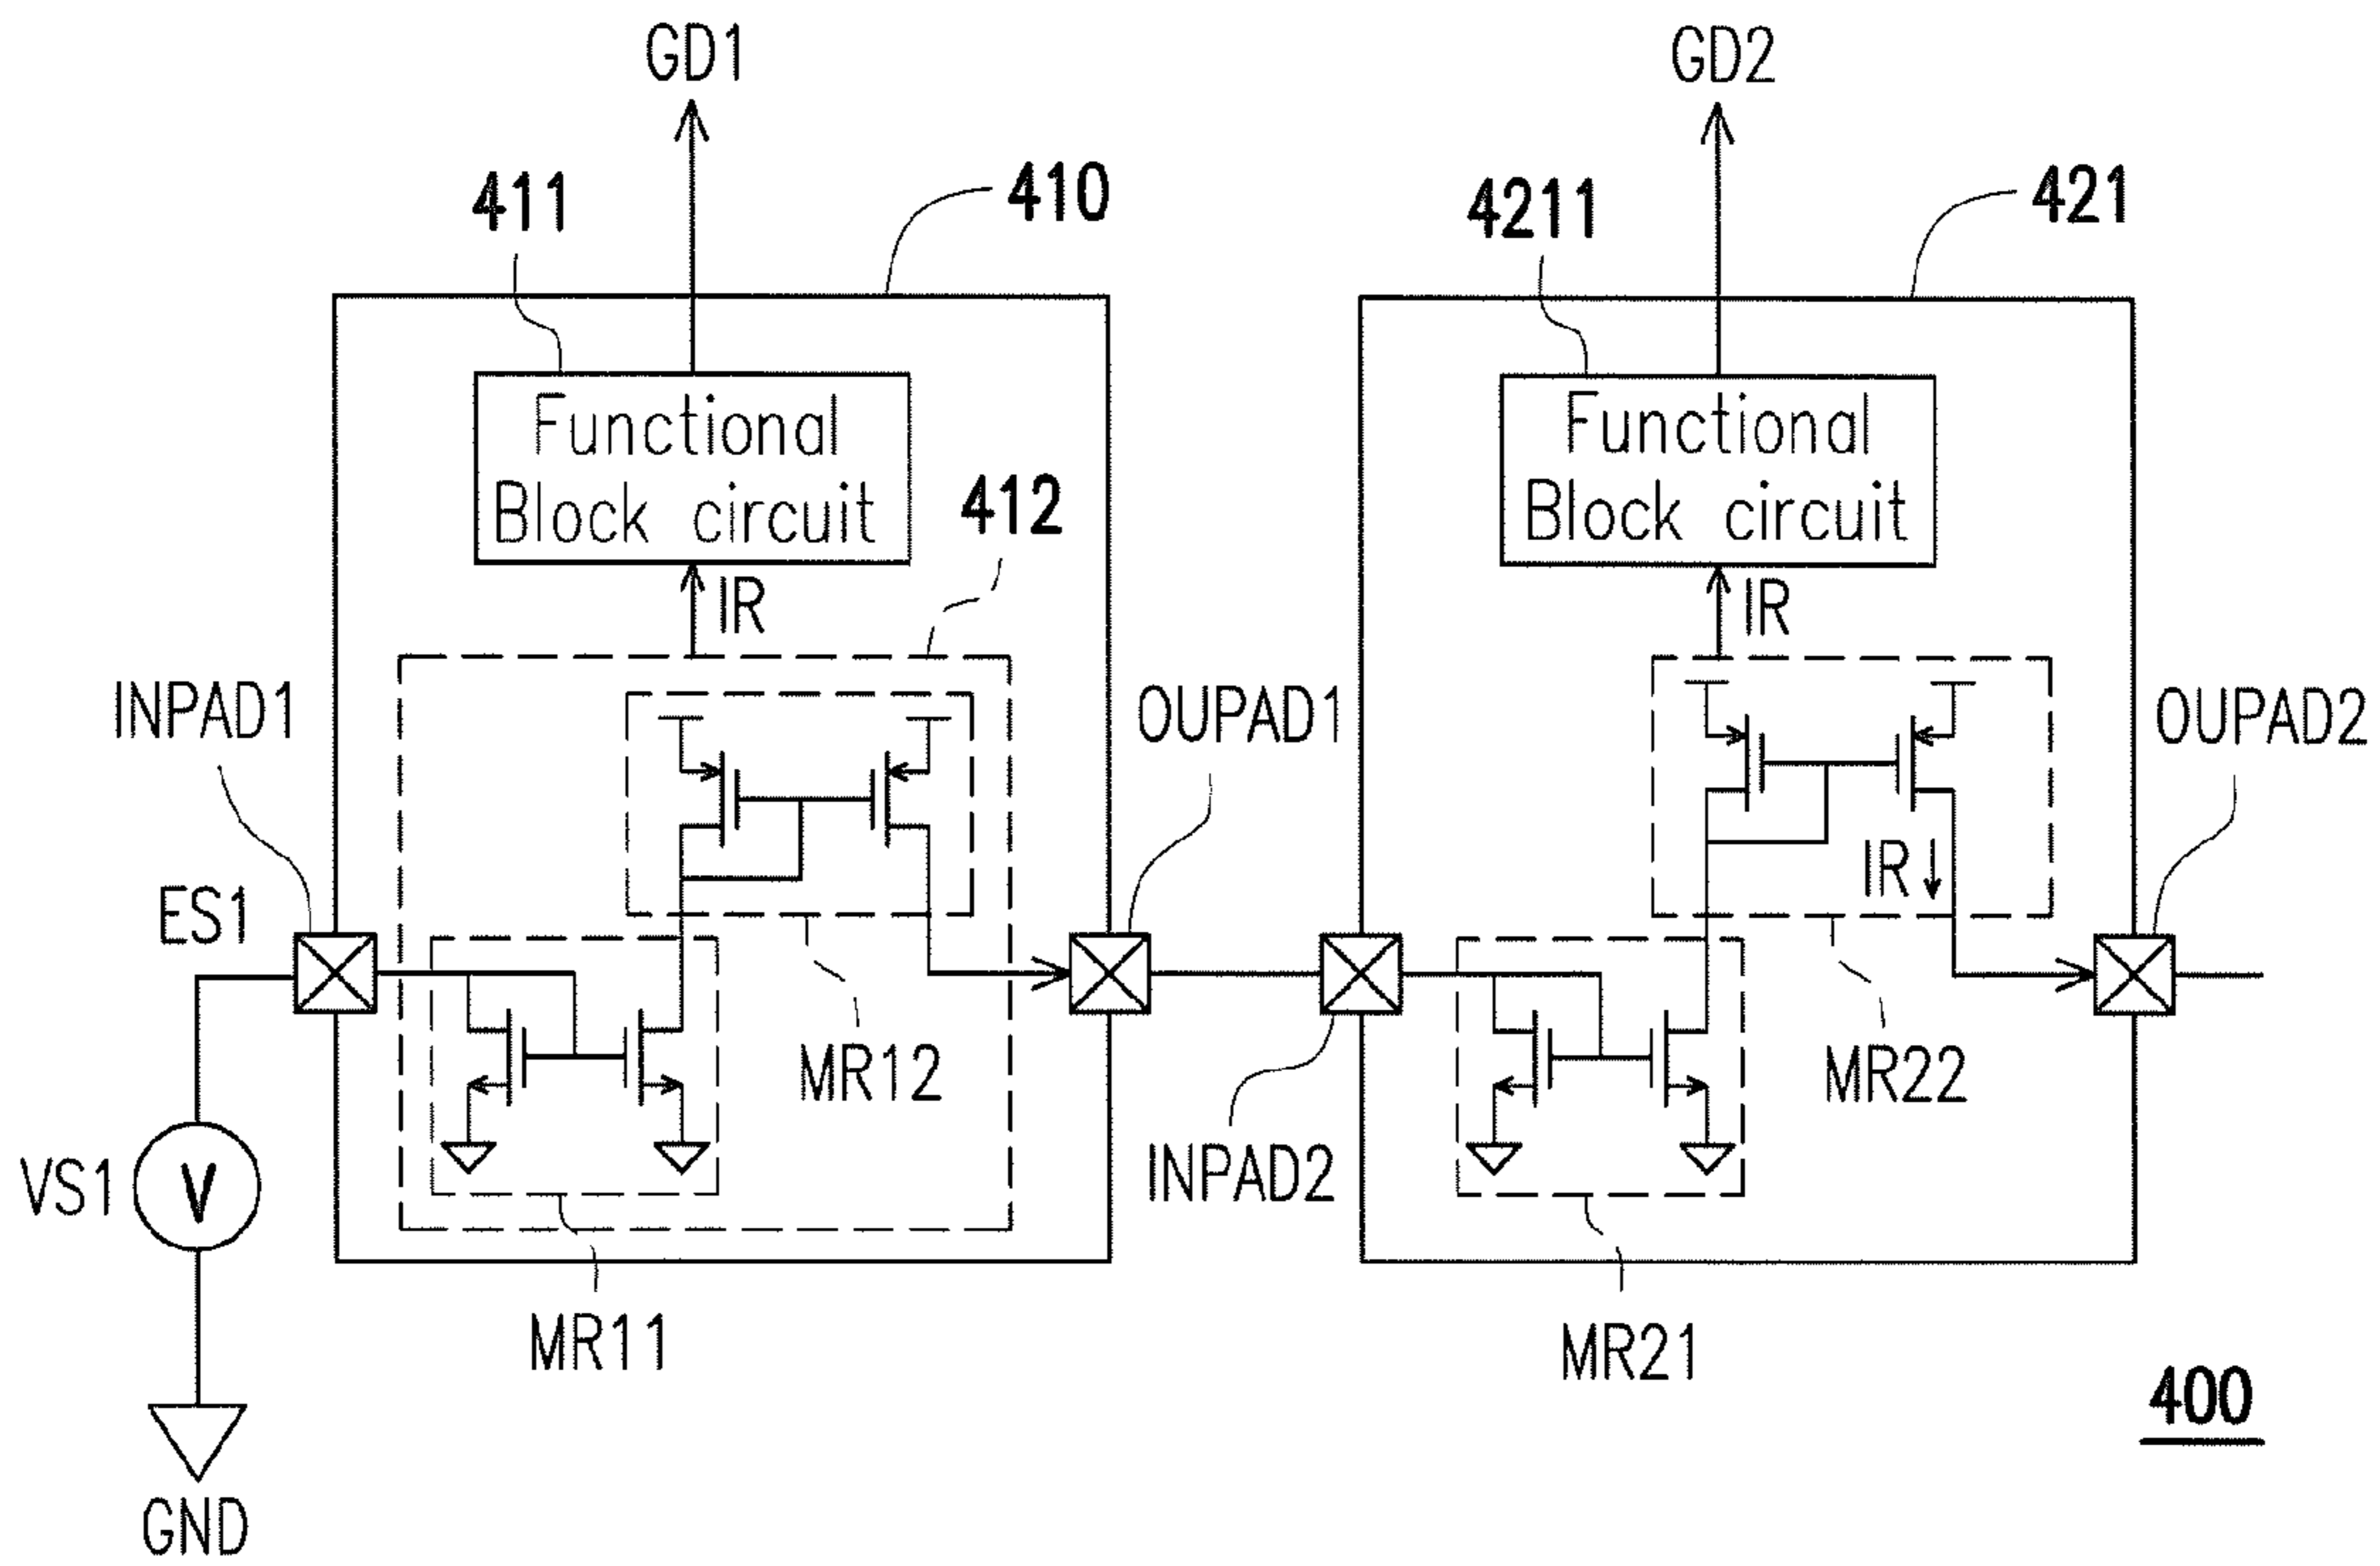 GD1
GD2
411
410
4211
421
Functional
Block circuit
Functional
Block circuit
412
IR
IR
INPAD1
OUPAD1
OUPAD2
IR
ES1
MR12
MR22
VS1
V
INPAD2
MR11
MR21
400
GND